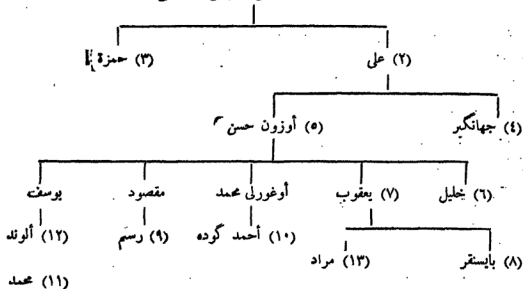 (٢) على (٣) حمزة
(٤) جهانگير (٥) أوزون حسن
(٦) خليل (٧) يعقوب أوغورلى محمد مقصود يوسف
(٨) بايسنقر (١٣) مراد (١٠) أحمد گوده (٩) رستم (١٢) ألوند
(١١) محمد